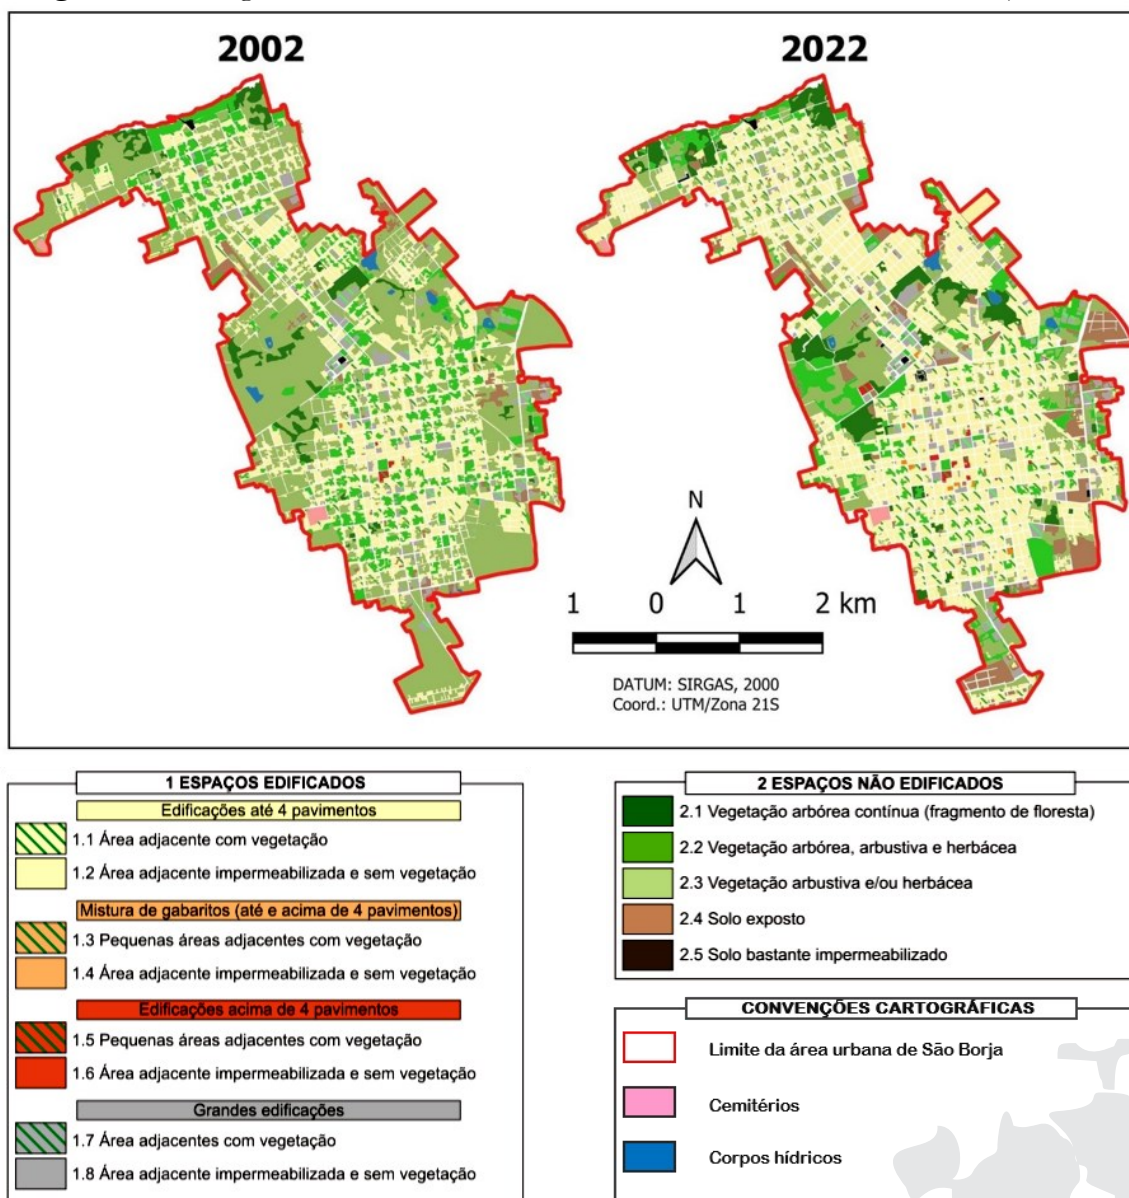 2002
2022
N
1 0 1 2 km
DATUM: SIRGAS, 2000
Coord.: UTM/Zona 21S
1 ESPAÇOS EDIFICADOS
Edificações até 4 pavimentos
1.1 Área adjacente com vegetação
1.2 Área adjacente impermeabilizada e sem vegetação
Mistura de gabaritos (até e acima de 4 pavimentos)
1.3 Pequenas áreas adjacentes com vegetação
1.4 Área adjacente impermeabilizada e sem vegetação
Edificações acima de 4 pavimentos
1.5 Pequenas áreas adjacentes com vegetação
1.6 Área adjacente impermeabilizada e sem vegetação
Grandes edificações
1.7 Área adjacentes com vegetação
1.8 Área adjacente impermeabilizada e sem vegetação
2 ESPAÇOS NÃO EDIFICADOS
2.1 Vegetação arbórea contínua (fragmento de floresta)
2.2 Vegetação arbórea, arbustiva e herbácea
2.3 Vegetação arbustiva e/ou herbácea
2.4 Solo exposto
2.5 Solo bastante impermeabilizado
CONVENÇÕES CARTOGRÁFICAS
Limite da área urbana de São Borja
Cemitérios
Corpos hídricos